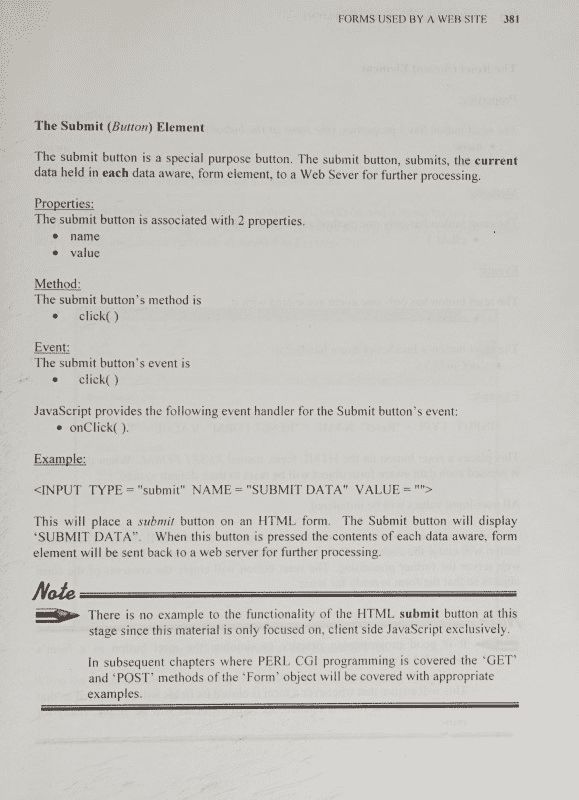 FORMS USED BY A WEB SITE 381
The Submit (Button) Element
The submit button is a special purpose button. The submit button, submits, the current
data held in each data aware, form element, to a Web Sever for further processing.
Properties:
The submit button is associated with 2 properties.
• name
• value
Method:
The submit button's method is
• click( )
Event:
The submit button's event is
• click( )
JavaScript provides the following event handler for the Submit button's event:
• onClick( ).
Example:
<INPUT TYPE = "submit" NAME = "SUBMIT DATA" VALUE = "">
This will place a submit button on an HTML form. The Submit button will display
'SUBMIT DATA". When this button is pressed the contents of each data aware, form
element will be sent back to a web server for further processing.
Note
There is no example to the functionality of the HTML submit button at this
stage since this material is only focused on, client side JavaScript exclusively.
In subsequent chapters where PERL CGI programming is covered the 'GET'
and 'POST' methods of the 'Form' object will be covered with appropriate
examples.